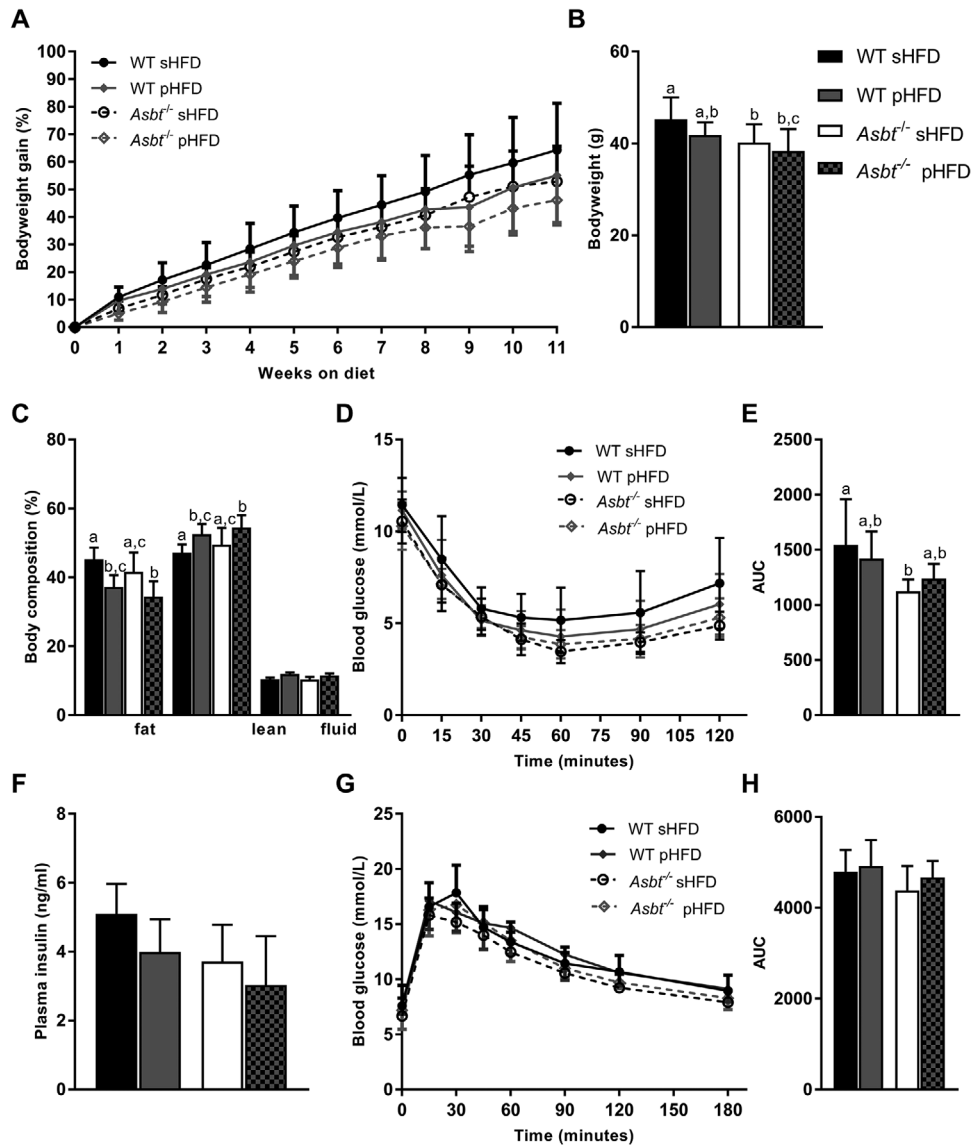 A
100
90
80
70
60
50
40
30
20
10
0
Bodyweight gain (%)
WT sHFD
WT pHFD
Asbt-/- sHFD
Asbt-/- pHFD
0 1 2 3 4 5 6 7 8 9 10 11
Weeks on diet
B
60
40
20
0
Bodyweight (g)
a a,b b b,c
WT sHFD
WT pHFD
Asbt-/- sHFD
Asbt-/- pHFD
C
80
60
40
20
0
Body composition (%)
a b,c a,c b a b,c a,c b
fat lean fluid
D
15
10
5
0
Blood glucose (mmol/L)
WT sHFD
WT pHFD
Asbt-/- sHFD
Asbt-/- pHFD
0 15 30 45 60 75 90 105 120
Time (minutes)
E
2500
2000
1500
1000
500
0
AUC
a a,b b a,b
F
8
6
4
2
0
Plasma insulin (ng/ml)
G
25
20
15
10
5
0
Blood glucose (mmol/L)
WT sHFD
WT pHFD
Asbt-/- sHFD
Asbt-/- pHFD
0 30 60 90 120 150 180
Time (minutes)
H
6000
4000
2000
0
AUC